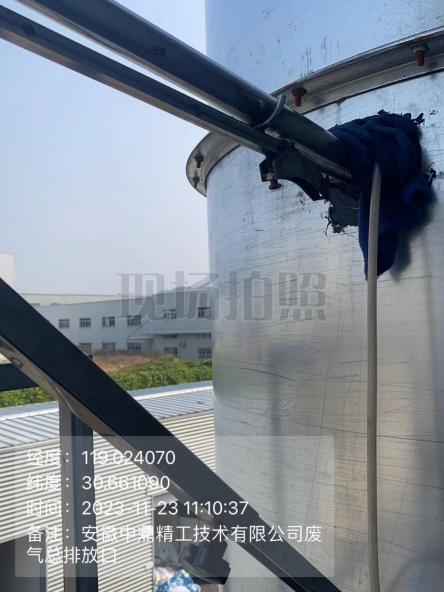 现场拍照
经度：119.024070
纬度：30.661090
时间：2023-11-23 11:10:37
备注：安徽中鼎精工技术有限公司废
气总排放口